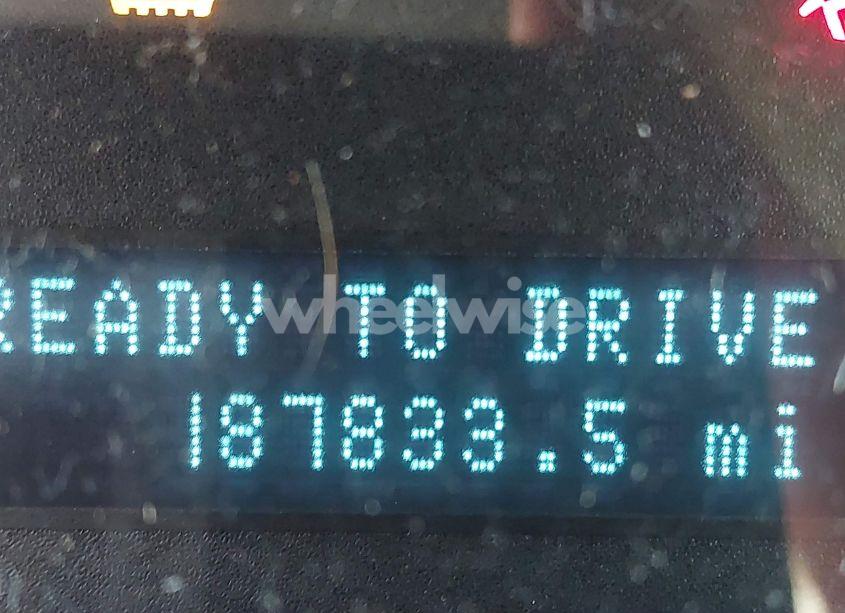 READY TO DRIVE
187833.5 mi
wheelwise